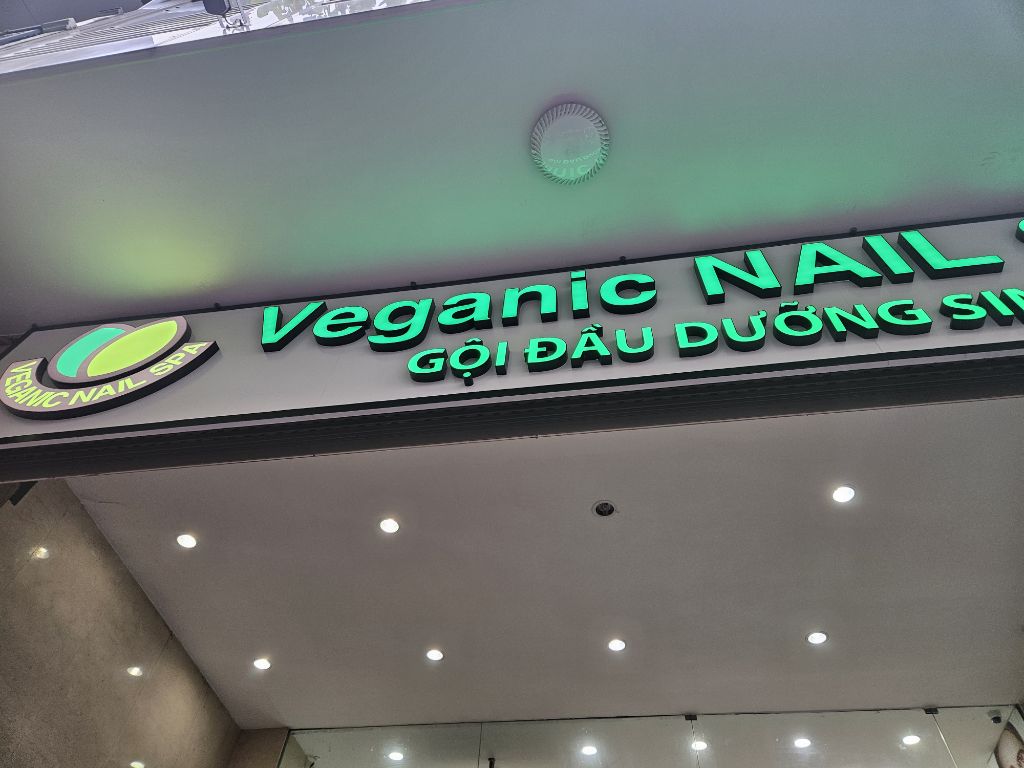 VEGANIC NAIL SPA
Veganic NAIL
GỘI ĐẦU DƯỠNG